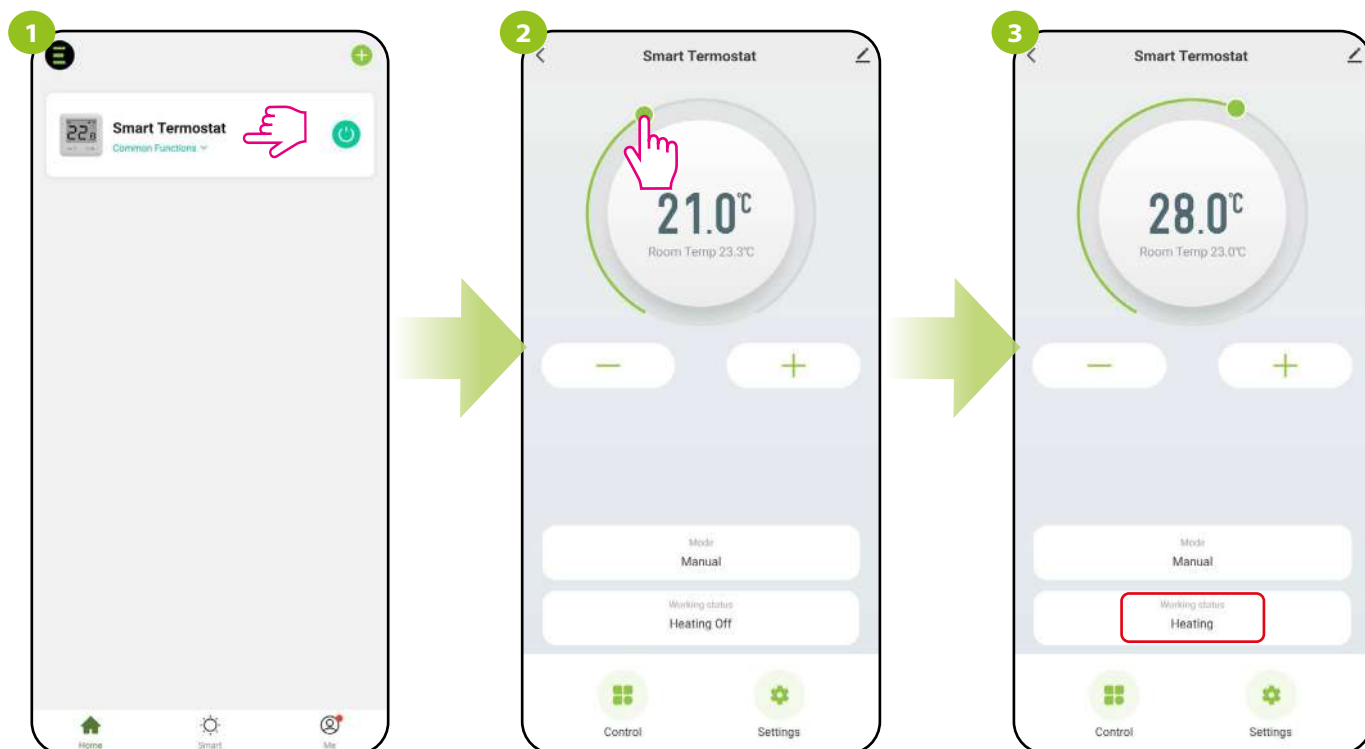 1
Smart Termostat
Common Functions
Home
Smart
Me
2
Smart Termostat
21.0℃
Room Temp 23.3℃
Mode
Manual
Working status
Heating Off
Control
Settings
3
Smart Termostat
28.0℃
Room Temp 23.0℃
Mode
Manual
Working status
Heating
Control
Settings